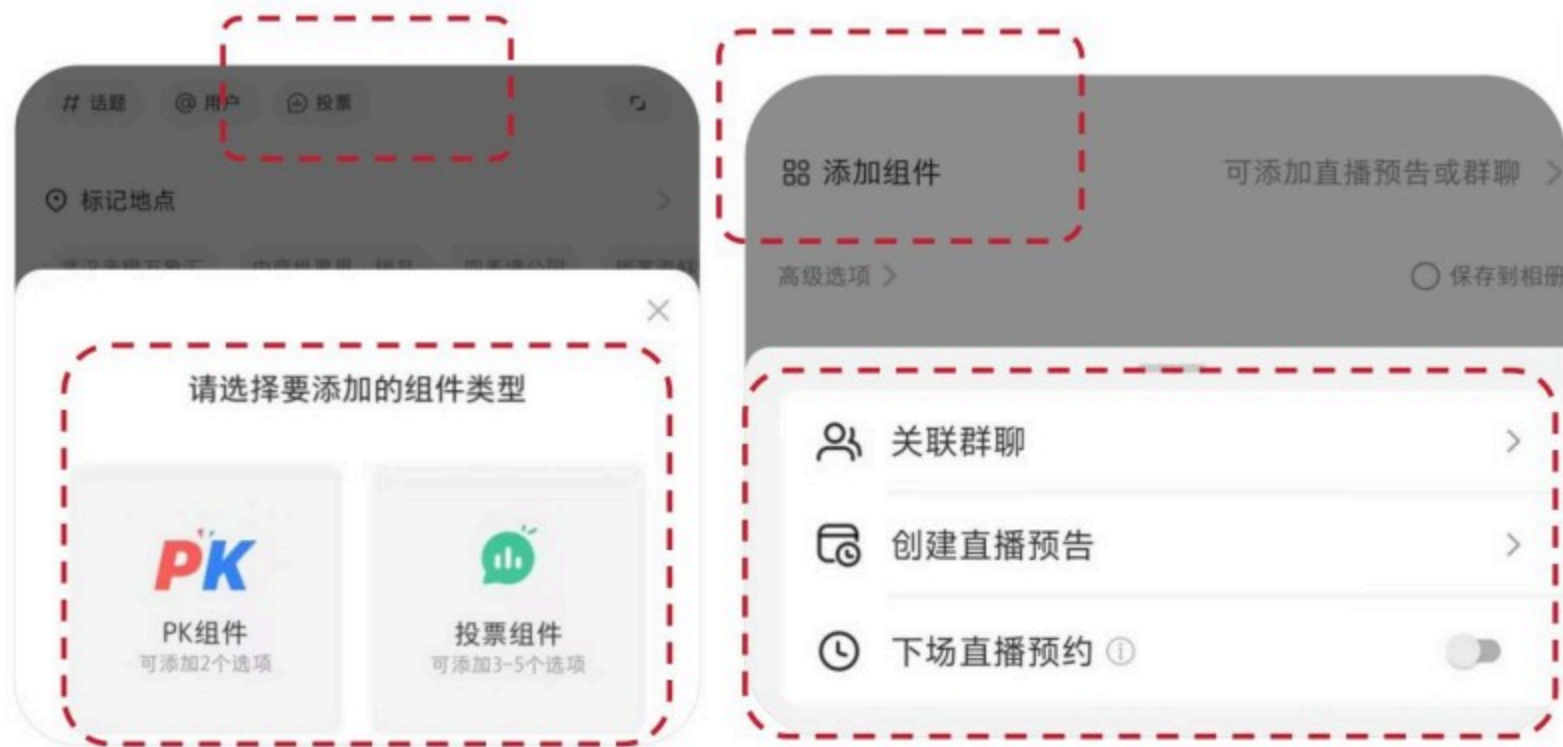 # 话题
@ 用户
投票
标记地点
请选择要添加的组件类型
PK
PK组件
可添加2个选项
投票组件
可添加3-5个选项
添加组件
可添加直播预告或群聊
高级选项
保存到相册
关联群聊
创建直播预告
下场直播预约